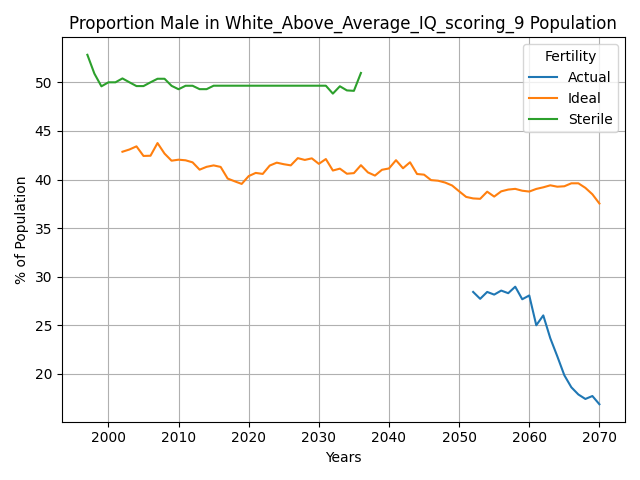 Proportion Male in White_Above_Average_IQ_scoring_9 Population
Fertility
Actual
Ideal
Sterile
% of Population
50
45
40
35
30
25
20
2000 2010 2020 2030 2040 2050 2060 2070
Years